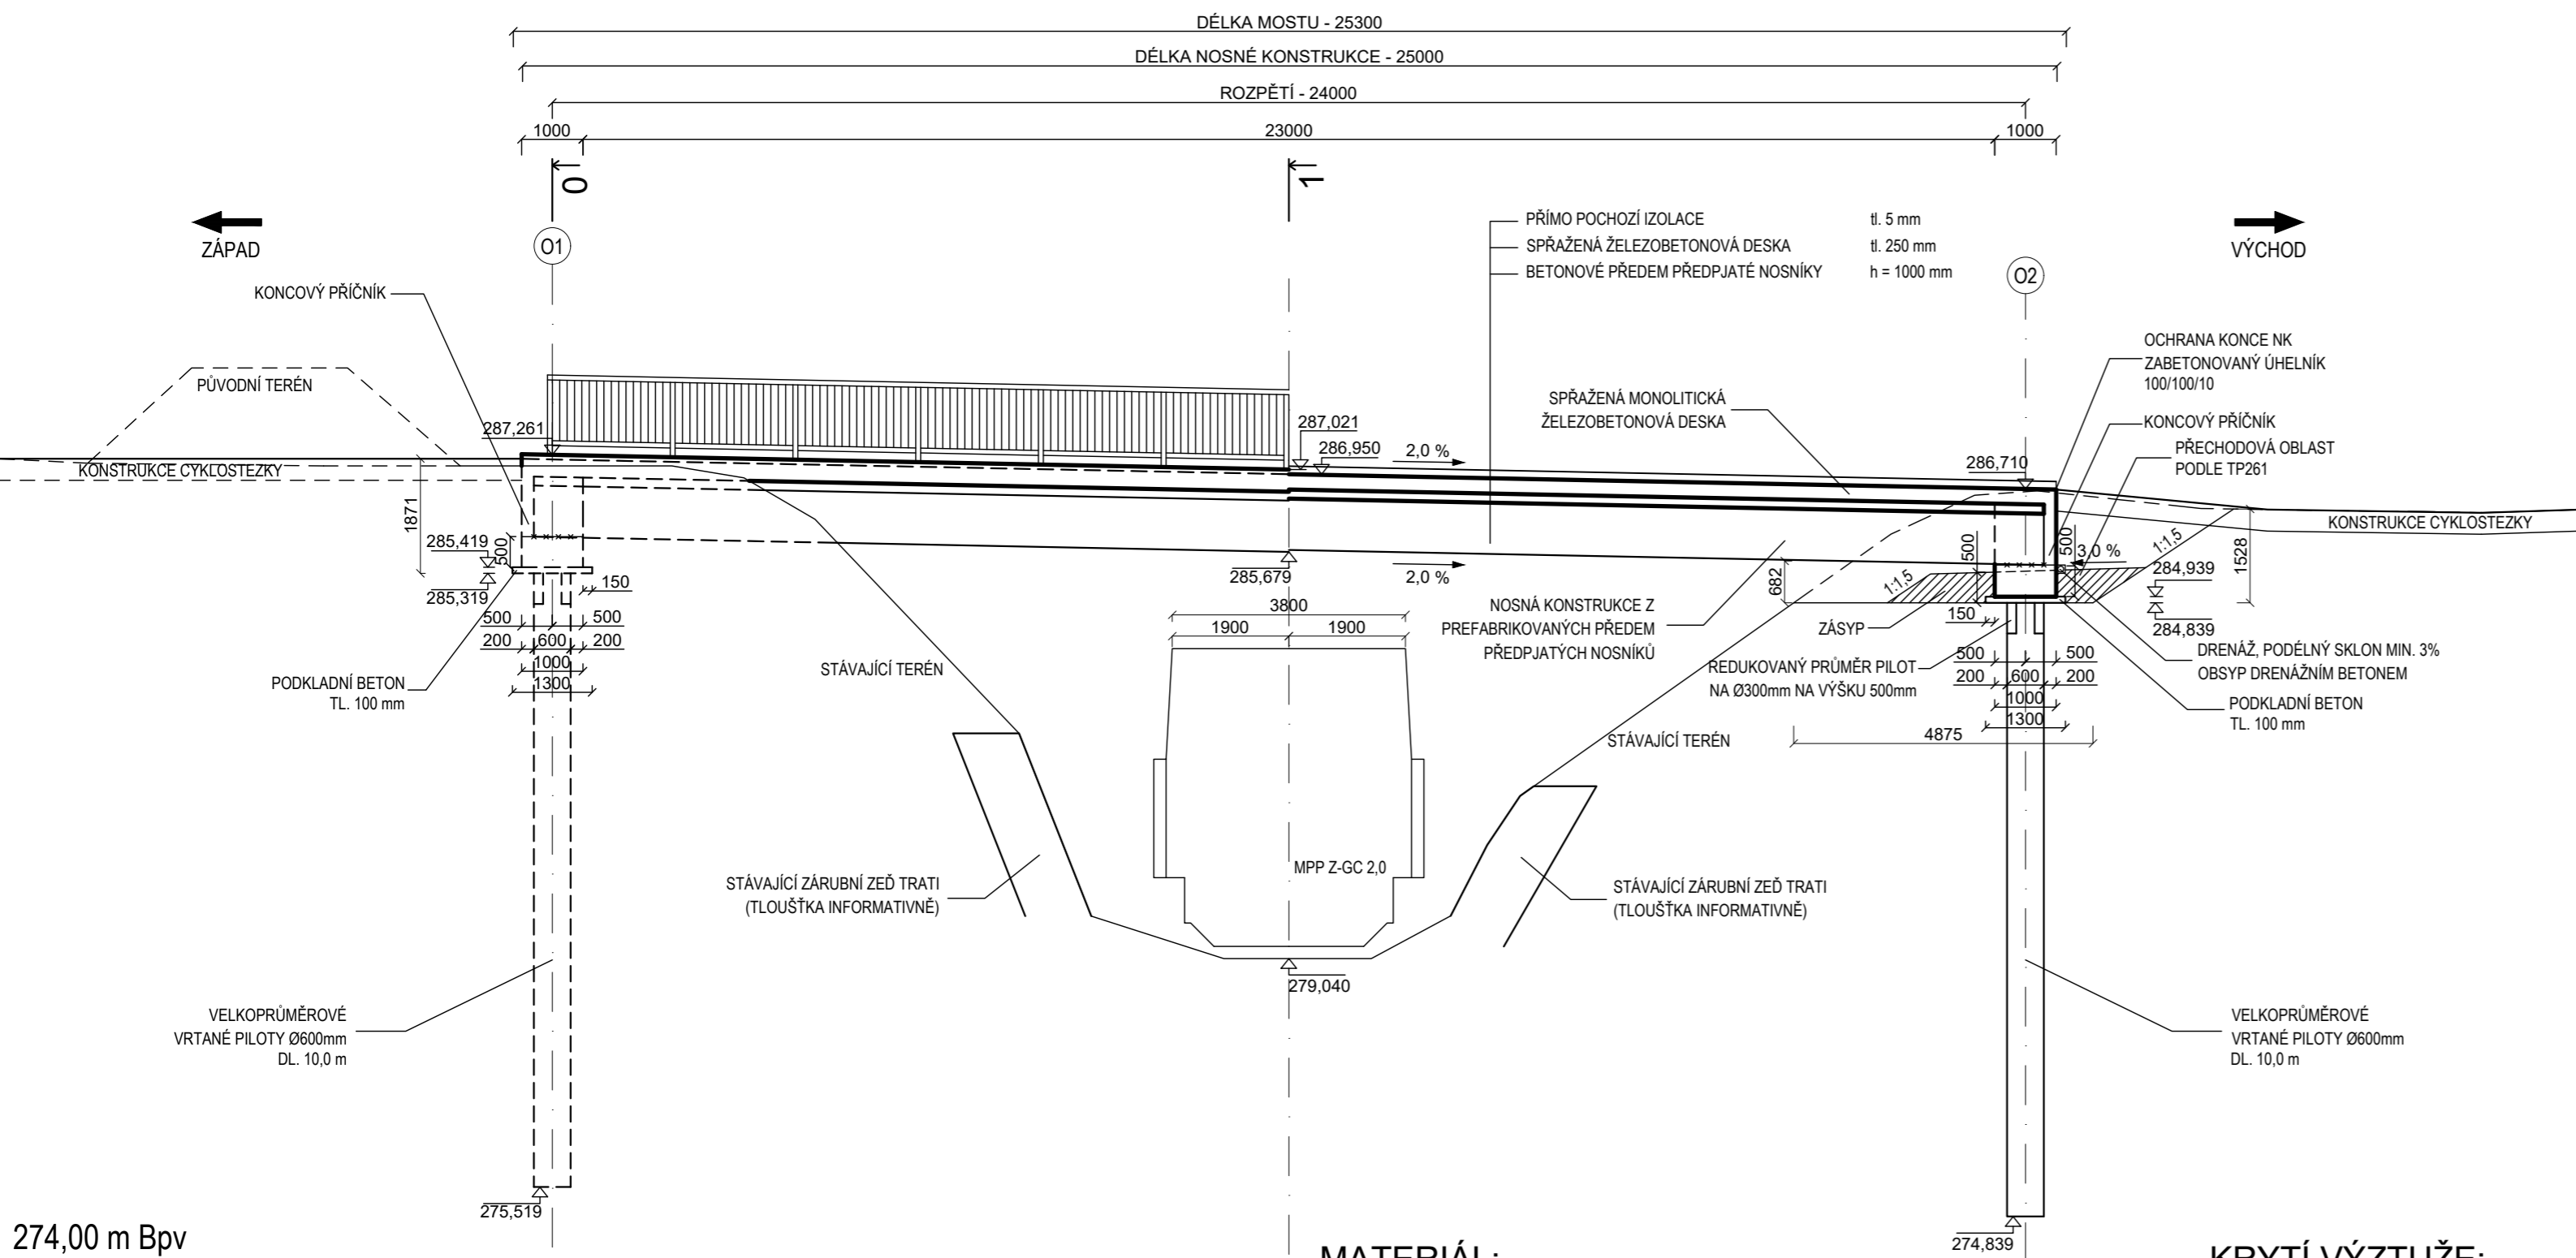 DÉLKA MOSTU - 25300
DÉLKA NOSNÉ KONSTRUKCE - 25000
ROZPĚTÍ - 24000
1000
23000
1000
0
1
ZÁPAD
O1
PŘÍMO POCHOZÍ IZOLACE tl. 5 mm
SPŘAŽENÁ ŽELEZOBETONOVÁ DESKA tl. 250 mm
BETONOVÉ PŘEDEM PŘEDPJATÉ NOSNÍKY h = 1000 mm
VÝCHOD
O2
KONCOVÝ PŘÍČNÍK
PŮVODNÍ TERÉN
OCHRANA KONCE NK
ZABETONOVANÝ ÚHELNÍK
100/100/10
SPŘAŽENÁ MONOLITICKÁ
ŽELEZOBETONOVÁ DESKA
KONCOVÝ PŘÍČNÍK
PŘECHODOVÁ OBLAST
PODLE TP261
287,261
287,021
286,950
2,0 %
286,710
KONSTRUKCE CYKLOSTEZKY
KONSTRUKCE CYKLOSTEZKY
1871
285,419
500
285,319
150
285,679
2,0 %
682
1:1,5
500
500
3,0 %
1:1,5
284,939
1528
284,839
150
500
500
200
600
200
1000
1300
3800
1900
1900
NOSNÁ KONSTRUKCE Z
PREFABRIKOVANÝCH PŘEDEM
PŘEDPJATÝCH NOSNÍKŮ
ZÁSYP
REDUKOVANÝ PRŮMĚR PILOT
NA Ø300mm NA VÝŠKU 500mm
500
500
200
600
200
1000
1300
4875
DRENÁŽ, PODÉLNÝ SKLON MIN. 3%
OBSYP DRENÁŽNÍM BETONEM
PODKLADNÍ BETON
TL. 100 mm
PODKLADNÍ BETON
TL. 100 mm
STÁVAJÍCÍ TERÉN
STÁVAJÍCÍ TERÉN
MPP Z-GC 2,0
STÁVAJÍCÍ ZÁRUBNÍ ZEĎ TRATI
(TLOUŠŤKA INFORMATIVNĚ)
STÁVAJÍCÍ ZÁRUBNÍ ZEĎ TRATI
(TLOUŠŤKA INFORMATIVNĚ)
279,040
VELKOPRŮMĚROVÉ
VRTANÉ PILOTY Ø600mm
DL. 10,0 m
VELKOPRŮMĚROVÉ
VRTANÉ PILOTY Ø600mm
DL. 10,0 m
275,519
274,839
274,00 m Bpv
MATERIÁL:
KRYTÍ VÝZTUŽE: